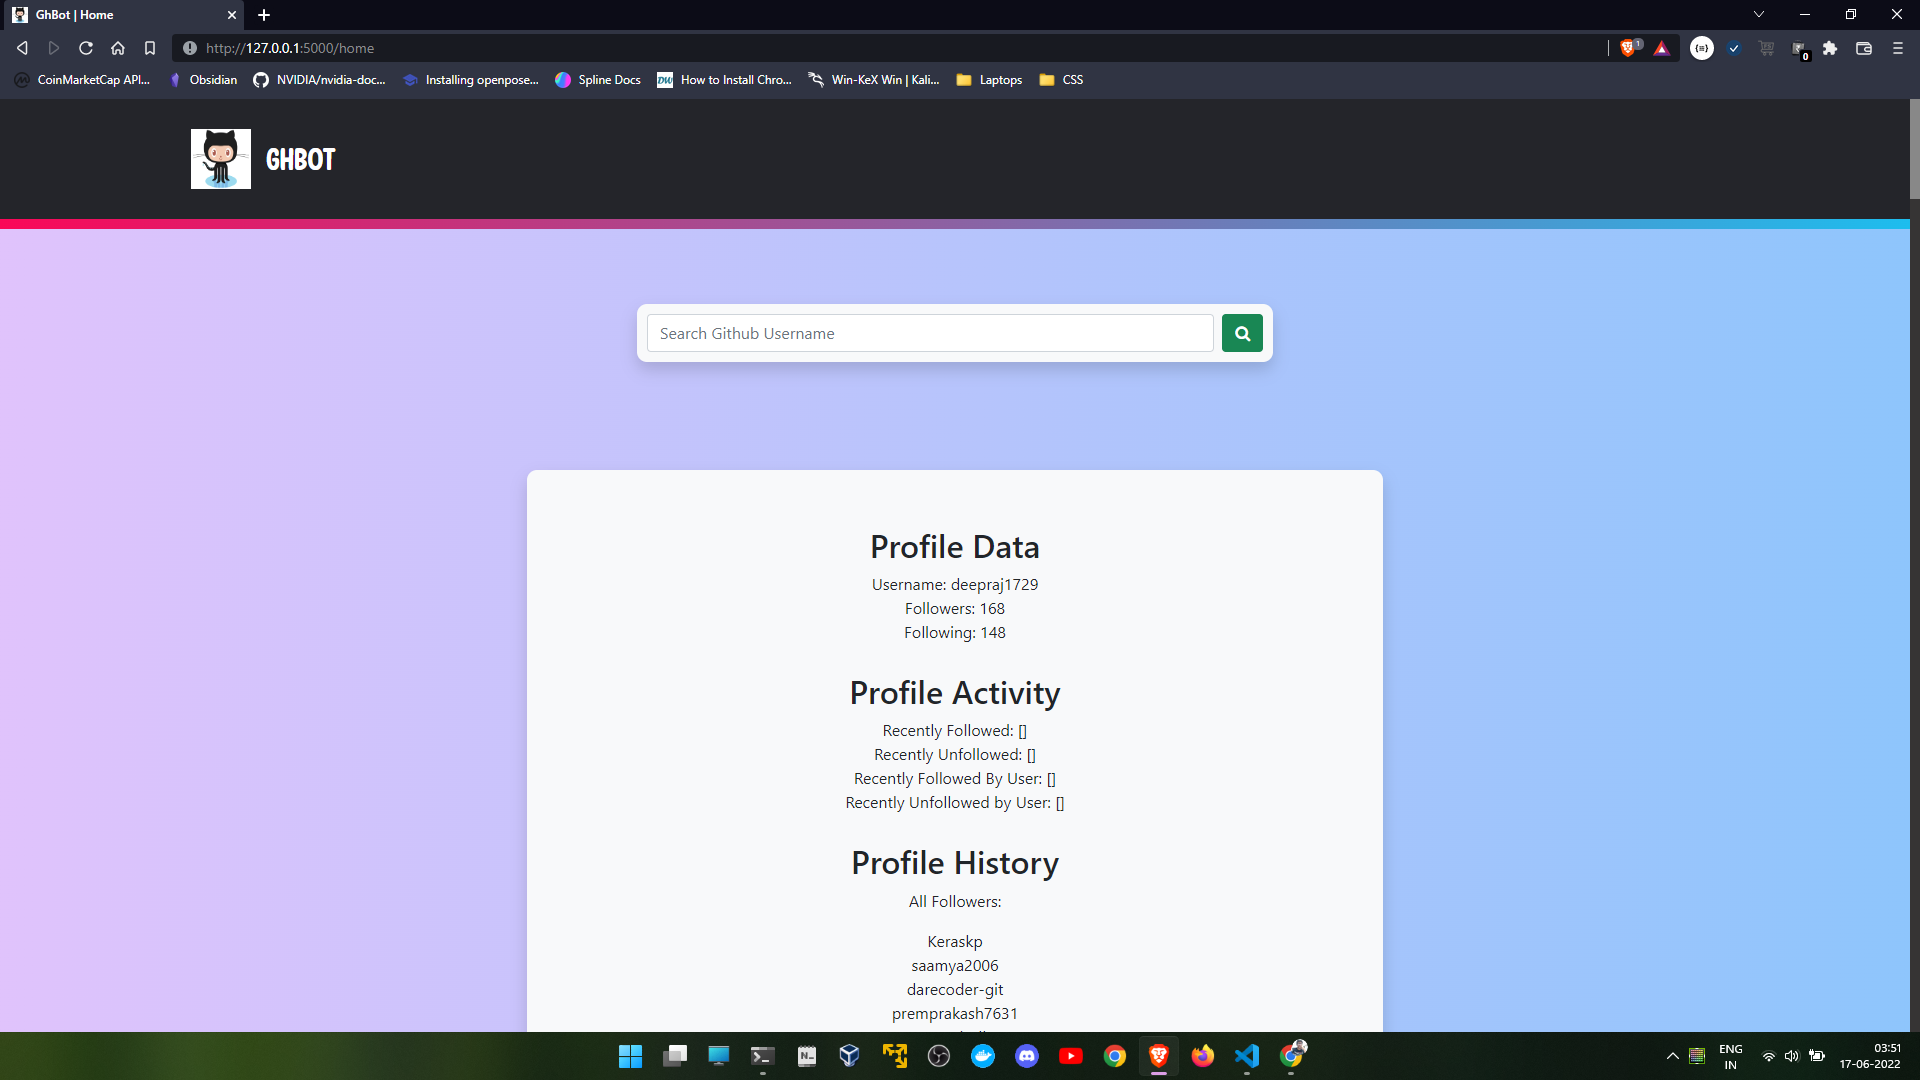 GhBot | Home
http://127.0.0.1:5000/home
1
0
CoinMarketCap API...
Obsidian
NVIDIA/nvidia-doc...
Installing openpose...
Spline Docs
DW
How to Install Chro...
Win-KeX Win | Kali...
Laptops
CSS
GHBOT
Search Github Username
Profile Data
Username: deepraj1729
Followers: 168
Following: 148
Profile Activity
Recently Followed: []
Recently Unfollowed: []
Recently Followed By User: []
Recently Unfollowed by User: []
Profile History
All Followers:
Keraskp
saamya2006
darecoder-git
premprakash7631
ENG
IN
03:51
17-06-2022